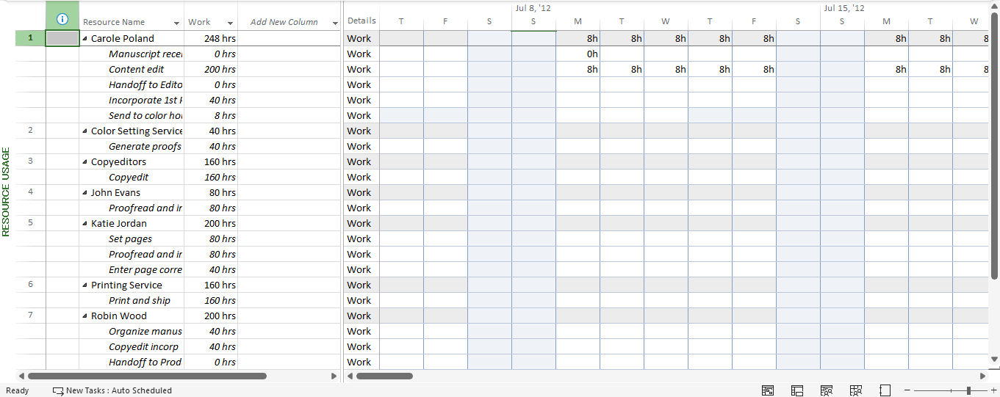 Jul 8, '12 Jul 15, '12
Resource Name Work Add New Column Details T F S S M T W T F S S M T W
1 Carole Poland 248 hrs Work 8h 8h 8h 8h 8h 8h 8h 8
Manuscript recei 0 hrs Work 0h
Content edit 200 hrs Work 8h 8h 8h 8h 8h 8h 8h 8
Handoff to Edito 0 hrs Work
Incorporate 1st 40 hrs Work
Send to color hou 8 hrs Work
2 Color Setting Service 40 hrs Work
Generate proofs 40 hrs Work
3 Copyeditors 160 hrs Work
Copyedit 160 hrs Work
4 John Evans 80 hrs Work
Proofread and in 80 hrs Work
5 Katie Jordan 200 hrs Work
Set pages 80 hrs Work
Proofread and in 80 hrs Work
Enter page corre 40 hrs Work
6 Printing Service 160 hrs Work
Print and ship 160 hrs Work
7 Robin Wood 200 hrs Work
Organize manus 40 hrs Work
Copyedit incorp 40 hrs Work
Handoff to Prod 0 hrs Work
RESOURCE USAGE
Ready New Tasks : Auto Scheduled